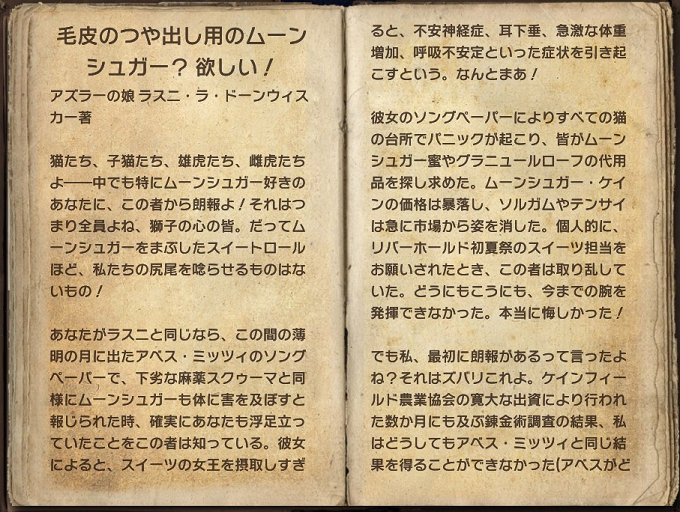 毛皮のつや出し用のムーン
シュガー？ 欲しい！
アズラーの娘 ラスニ・ラ・ドーンウィス
カー著
猫たち、子猫たち、雄虎たち、雌虎たち
よ――中でも特にムーンシュガー好きの
あなたに、この者から朗報よ！それはつ
まり全員よね、獅子の心の皆。だってム
ーンシュガーをまぶしたスイートロール
ほど、私たちの尻尾を唸らせるものはな
いもの！
あなたがラスニと同じなら、この間の薄
明の月に出たアベス・ミッツィのソング
ペーパーで、下劣な麻薬スクゥーマと同
様にムーンシュガーも体に害を及ぼすと
報じられた時、確実にあなたも浮足立っ
ていたことをこの者は知っている。彼女
によると、スイーツの女王を摂取しすぎ
ると、不安神経症、耳下垂、急激な体重
増加、呼吸不安定といった症状を引き起
こすという。なんとまあ！
彼女のソングペーパーによりすべての猫
の台所でパニックが起こり、皆がムーン
シュガー蜜やグラニュールローフの代用
品を探し求めた。ムーンシュガー・ケイ
ンの価格は暴落し、ソルガムやテンサイ
は急に市場から姿を消した。個人的に、
リバーホールド初夏祭のスイーツ担当を
お願いされたとき、この者は取り乱して
いた。どうにもこうにも、今までの腕を
発揮できなかった。本当に悔しかった！
でも私、最初に朗報があるって言ったよ
ね？それはズバリこれよ。ケインフィー
ルド農業協会の寛大な出資により行われ
た数か月にも及ぶ錬金術調査の結果、私
はどうしてもアベス・ミッツィと同じ結
果を得ることができなかった(アベスがど